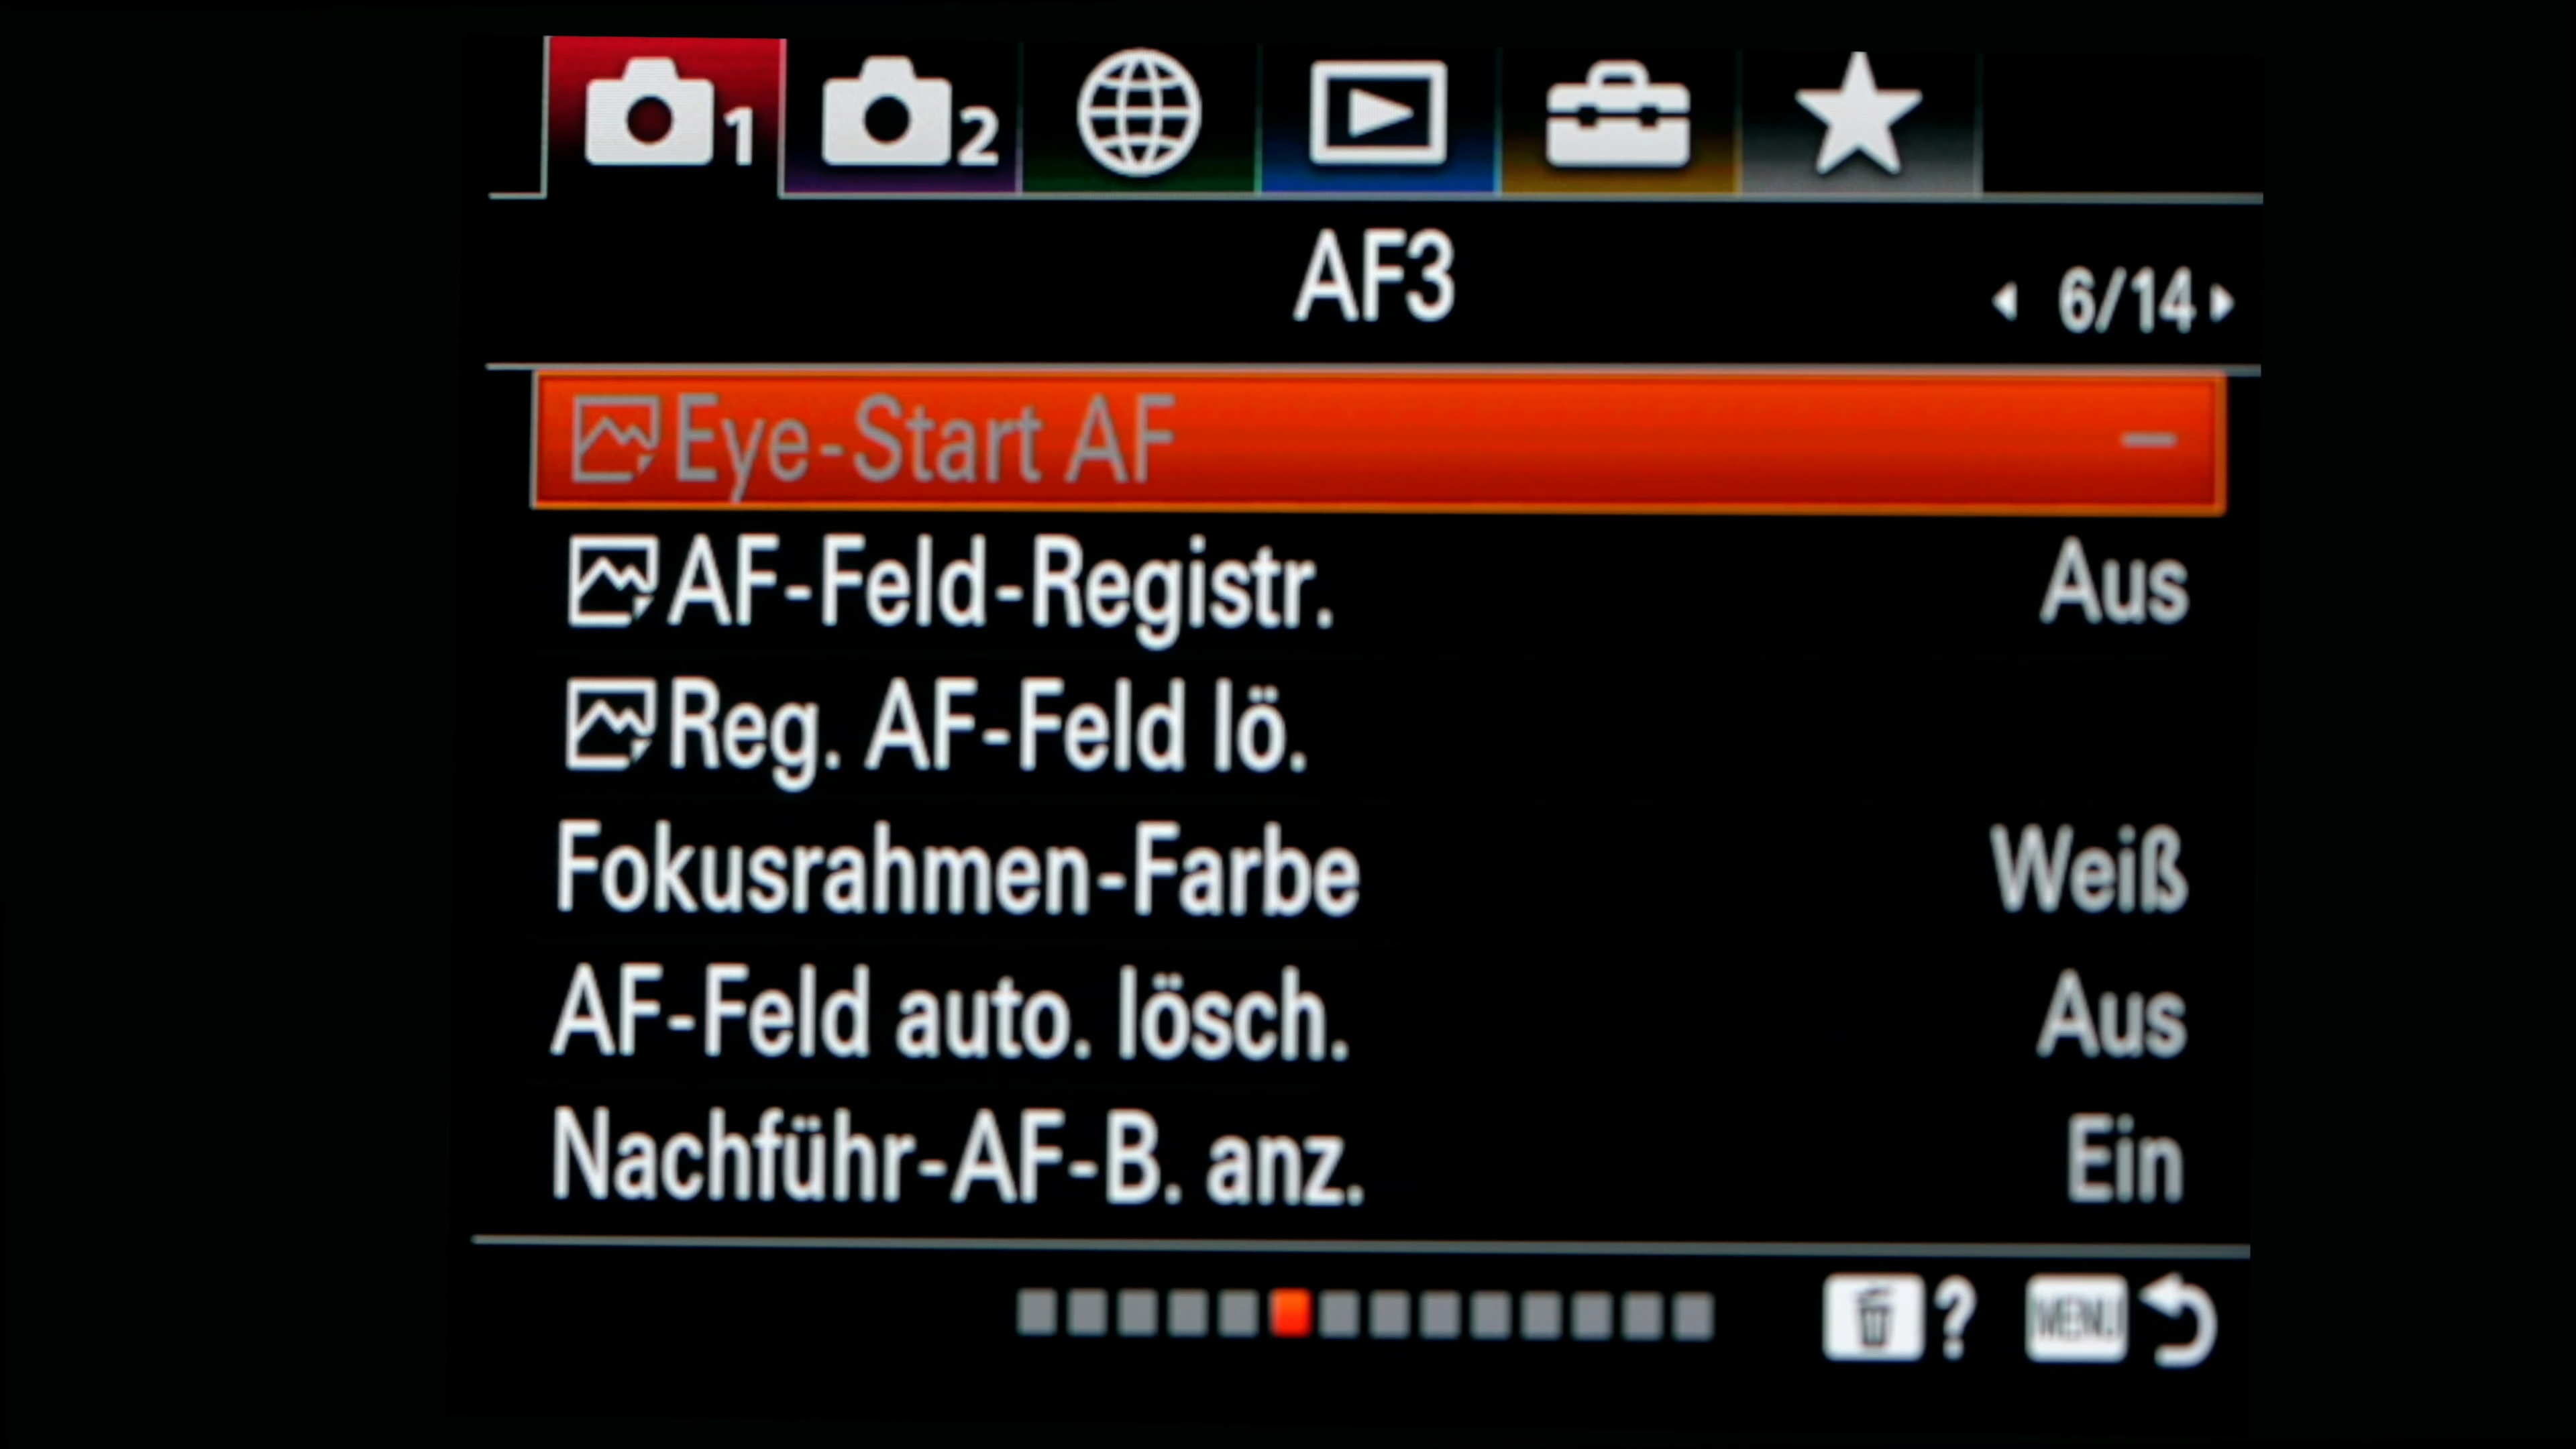 1 2
AF3
6/14
Eye-Start AF –
AF-Feld-Registr. Aus
Reg. AF-Feld lö.
Fokusrahmen-Farbe Weiß
AF-Feld auto. lösch. Aus
Nachführ-AF-B. anz. Ein
? MENU